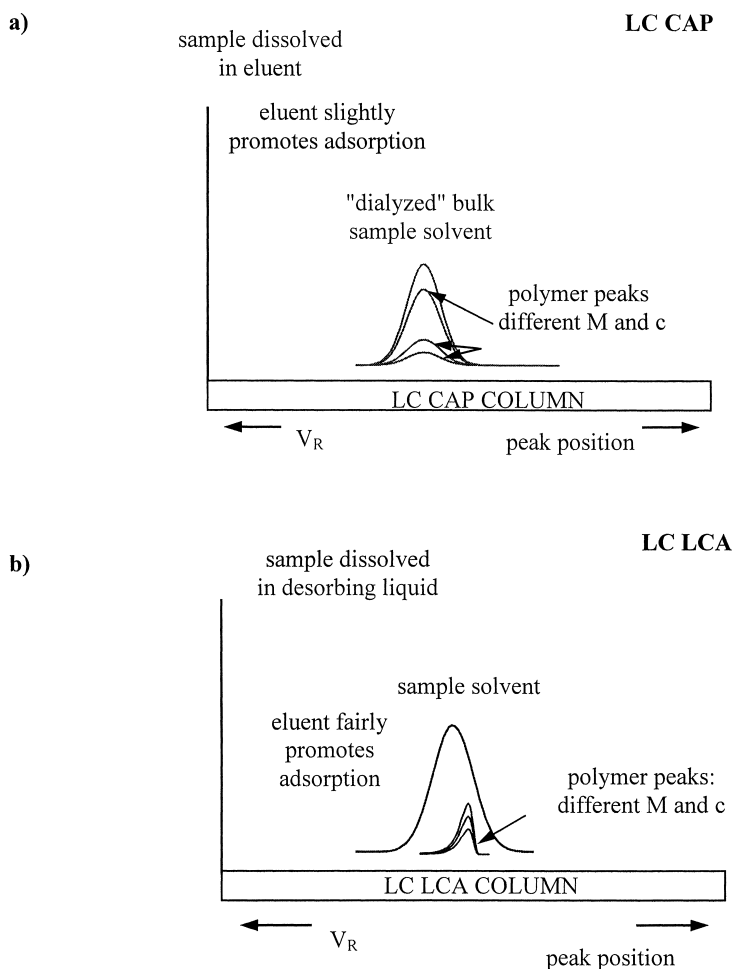 a)
LC CAP
sample dissolved
in eluent
eluent slightly
promotes adsorption
"dialyzed" bulk
sample solvent
polymer peaks
different M and c
LC CAP COLUMN
VR
peak position
LC LCA
b)
sample dissolved
in desorbing liquid
sample solvent
eluent fairly
promotes
adsorption
polymer peaks:
different M and c
LC LCA COLUMN
VR
peak position